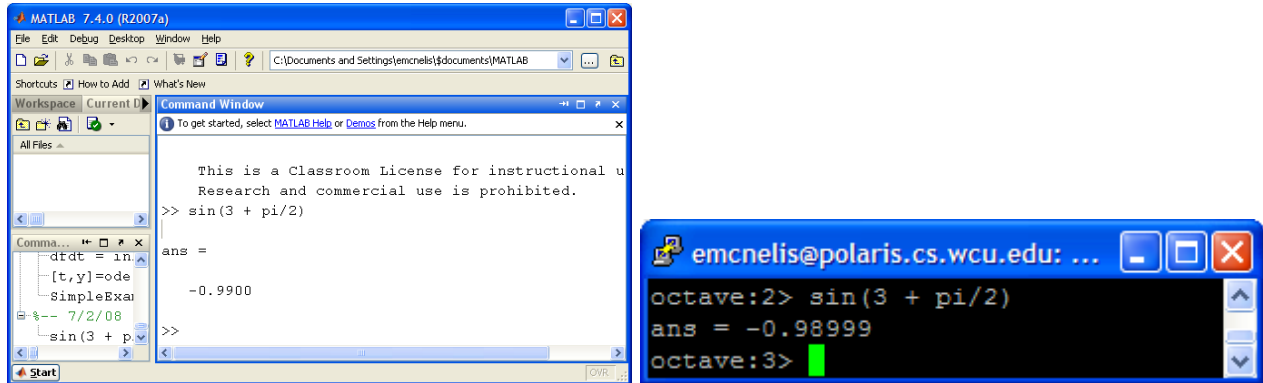 MATLAB 7.4.0 (R2007a)
File Edit Debug Desktop Window Help
C:\Documents and Settings\emcnelis\$documents\MATLAB
Shortcuts How to Add What's New
Workspace Current D
All Files
Command Window
To get started, select MATLAB Help or Demos from the Help menu.
This is a Classroom License for instructional u
Research and commercial use is prohibited.
>> sin(3 + pi/2)
ans =
-0.9900
>>
Comma...
dfdt = in.
[t,y]=ode
SimpleExa
%-- 7/2/08
sin(3 + p.
Start
OVR
emcnelis@polaris.cs.wcu.edu: ...
octave:2> sin(3 + pi/2)
ans = -0.98999
octave:3>